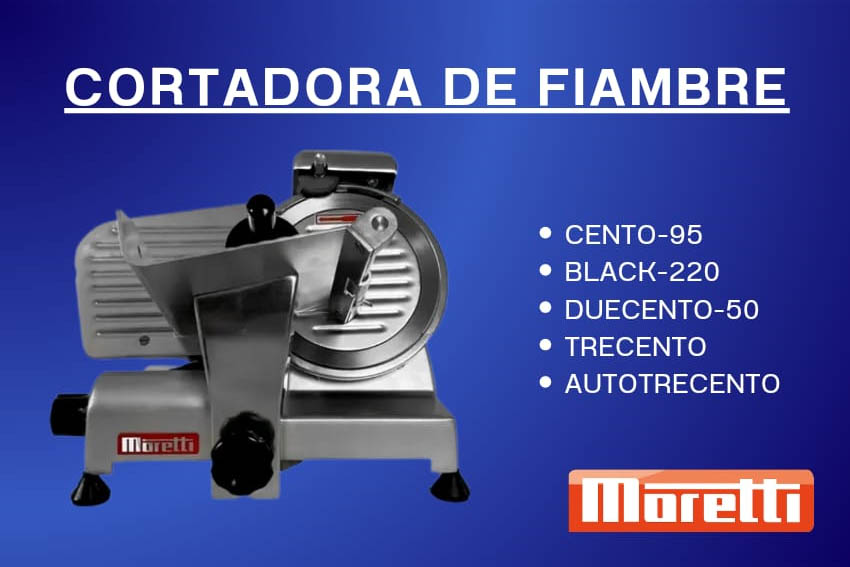 CORTADORA DE FIAMBRE
• CENTO-95
• BLACK-220
• DUECENTO-50
• TRECENTO
• AUTOTRECENTO
Moretti
Moretti